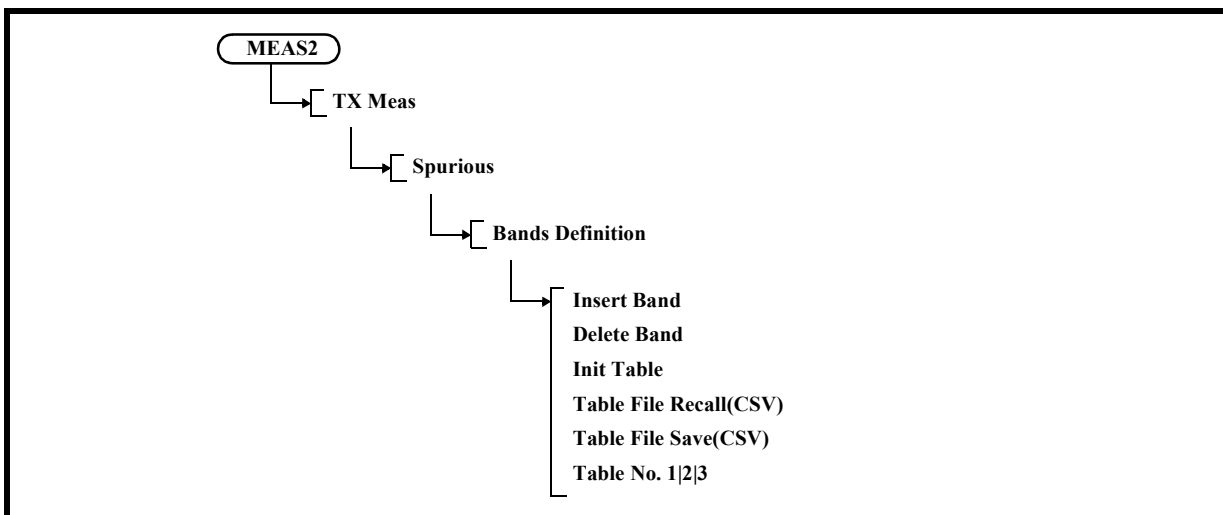 MEAS2
TX Meas
Spurious
Bands Definition
Insert Band
Delete Band
Init Table
Table File Recall(CSV)
Table File Save(CSV)
Table No. 1|2|3